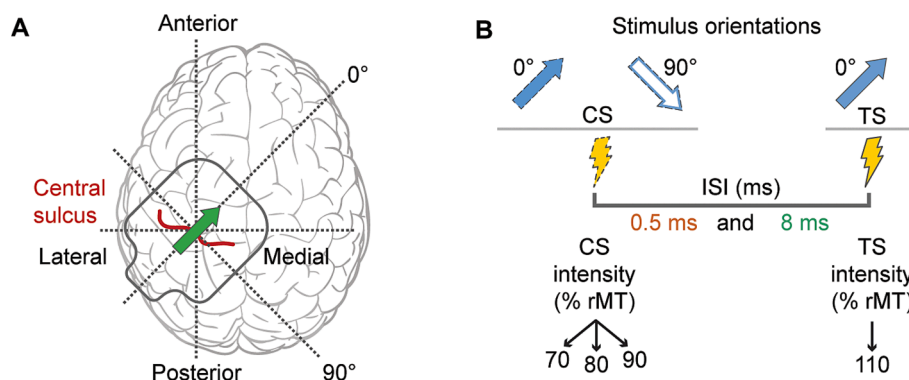 A
Anterior
0°
Central
sulcus
Lateral
Medial
Posterior
90°
B
Stimulus orientations
0°
90°
0°
CS
TS
ISI (ms)
0.5 ms and 8 ms
CS
intensity
(% rMT)
70 80 90
TS
intensity
(% rMT)
110